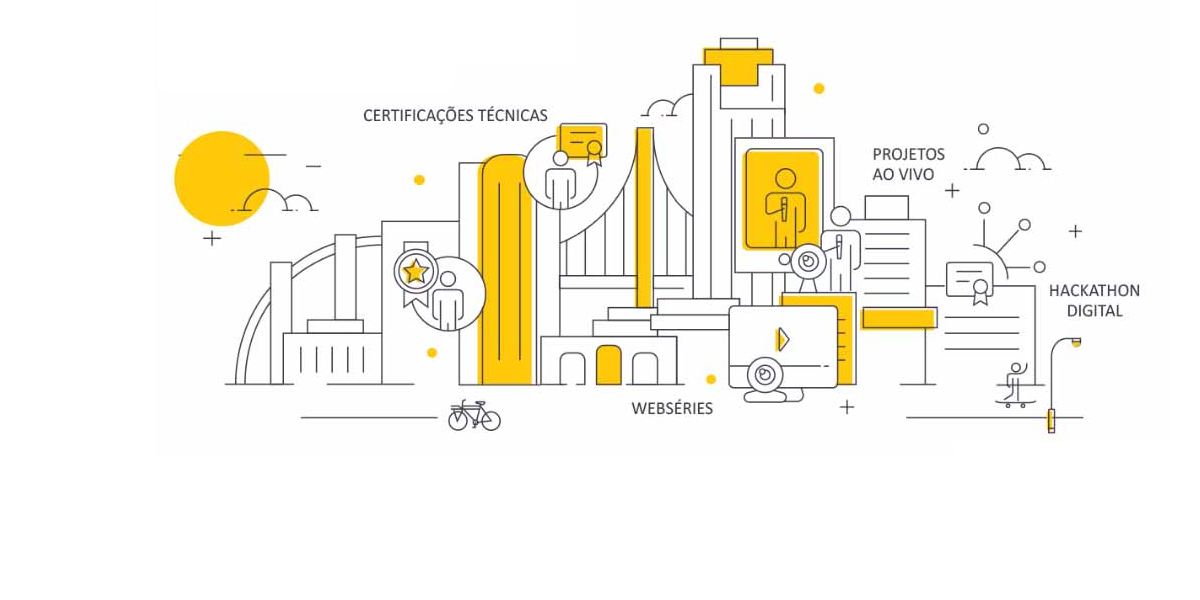 CERTIFICAÇÕES TÉCNICAS
PROJETOS
AO VIVO
HACKATHON
DIGITAL
WEBSÉRIES